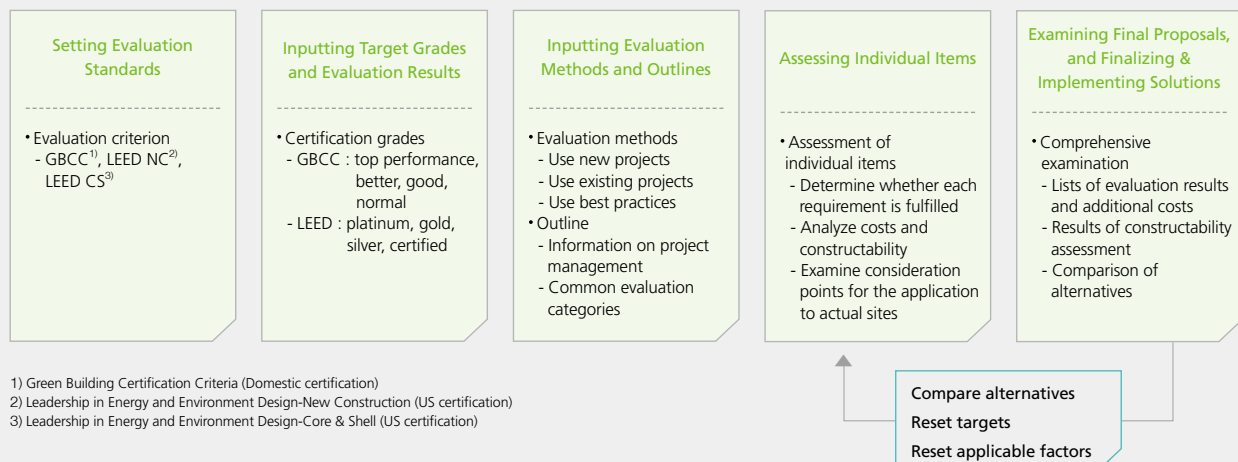 Setting Evaluation
Standards
• Evaluation criterion
- GBCC1), LEED NC2),
LEED CS3)
Inputting Target Grades
and Evaluation Results
• Certification grades
- GBCC : top performance,
better, good,
normal
- LEED : platinum, gold,
silver, certified
Inputting Evaluation
Methods and Outlines
• Evaluation methods
- Use new projects
- Use existing projects
- Use best practices
• Outline
- Information on project
management
- Common evaluation
categories
Assessing Individual Items
• Assessment of
individual items
- Determine whether each
requirement is fulfilled
- Analyze costs and
constructability
- Examine consideration
points for the application
to actual sites
Examining Final Proposals,
and Finalizing &
Implementing Solutions
• Comprehensive
examination
- Lists of evaluation results
and additional costs
- Results of constructability
assessment
- Comparison of
alternatives
1) Green Building Certification Criteria (Domestic certification)
2) Leadership in Energy and Environment Design-New Construction (US certification)
3) Leadership in Energy and Environment Design-Core & Shell (US certification)
Compare alternatives
Reset targets
Reset applicable factors